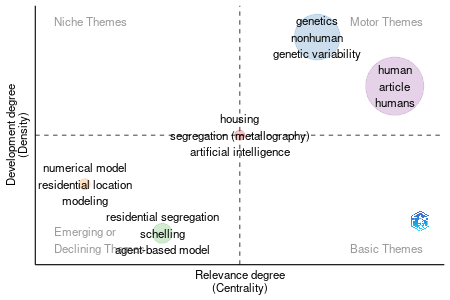 Niche Themes
Motor Themes
genetics
nonhuman
genetic variability
human
article
humans
housing
segregation (metallography)
artificial intelligence
numerical model
residential location
modeling
residential segregation
schelling
agent-based model
Emerging or
Declining Themes
Basic Themes
Development degree
(Density)
Relevance degree
(Centrality)